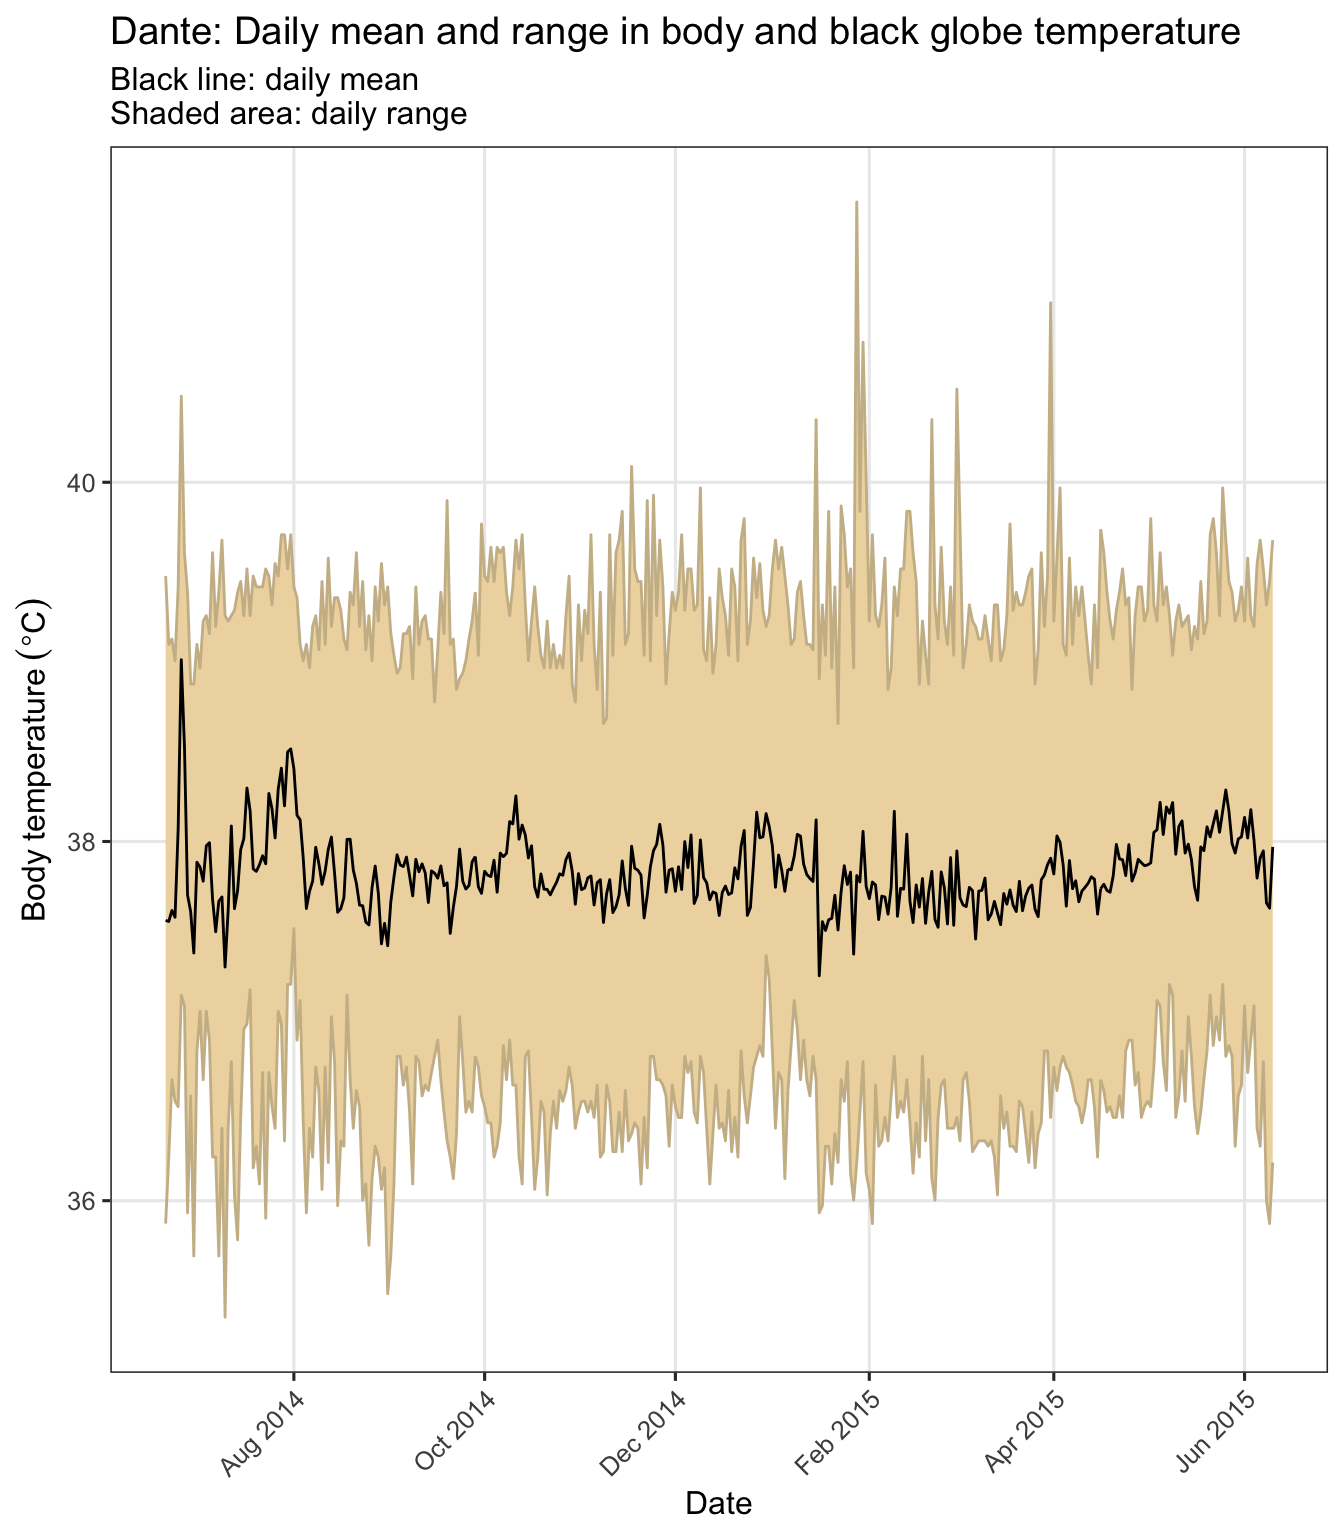 Dante: Daily mean and range in body and black globe temperature
Black line: daily mean
Shaded area: daily range
Body temperature (°C)
40
38
36
Aug 2014
Oct 2014
Dec 2014
Feb 2015
Apr 2015
Jun 2015
Date